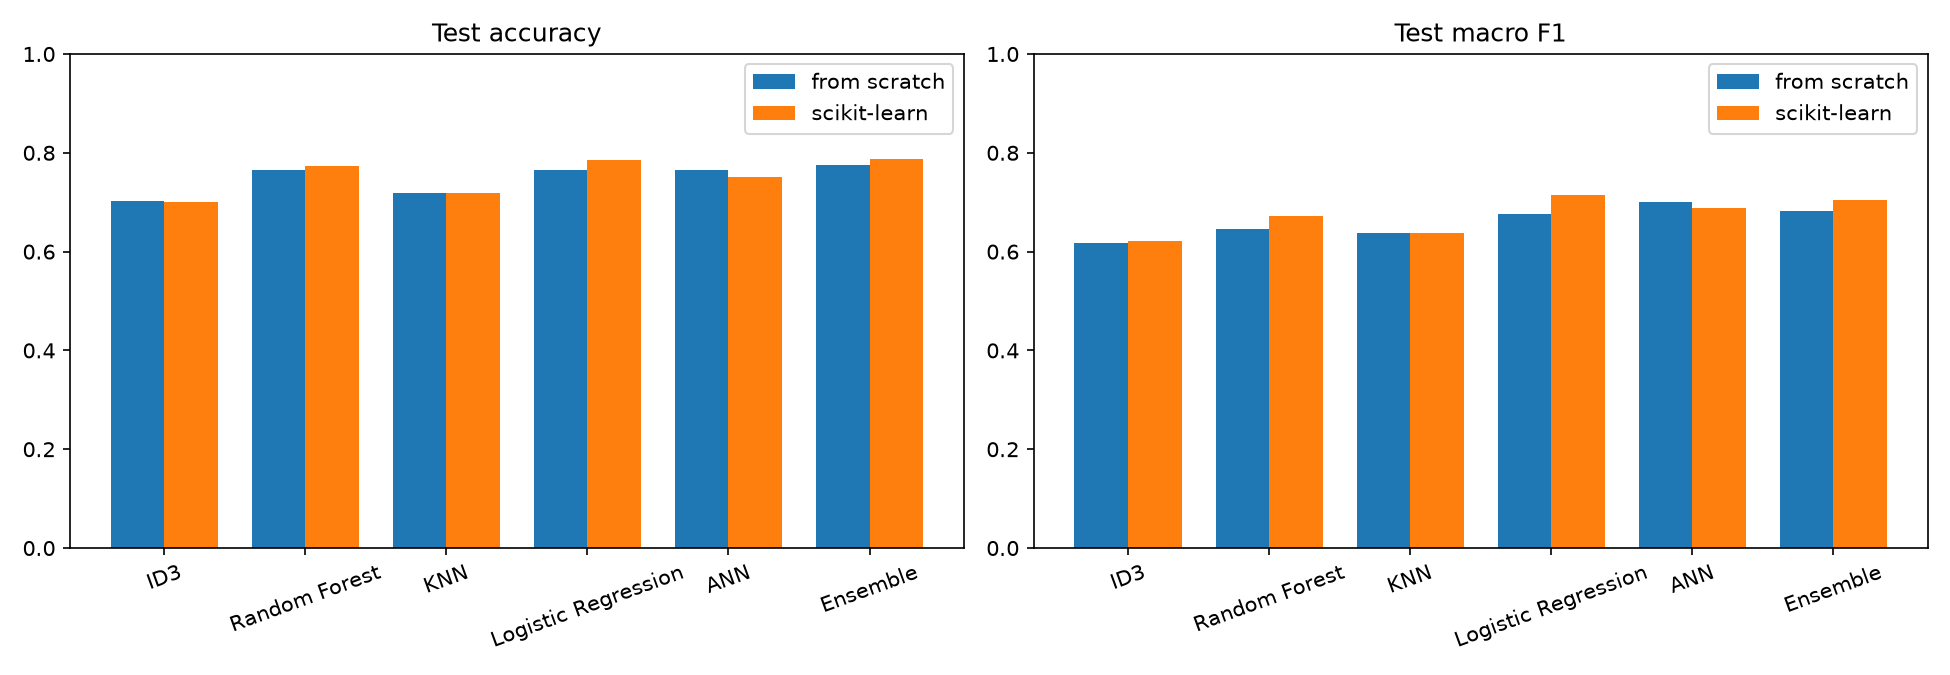 Test accuracy
1.0
0.8
0.6
0.4
0.2
0.0
from scratch
scikit-learn
ID3
Random Forest
KNN
Logistic Regression
ANN
Ensemble
Test macro F1
1.0
0.8
0.6
0.4
0.2
0.0
from scratch
scikit-learn
ID3
Random Forest
KNN
Logistic Regression
ANN
Ensemble